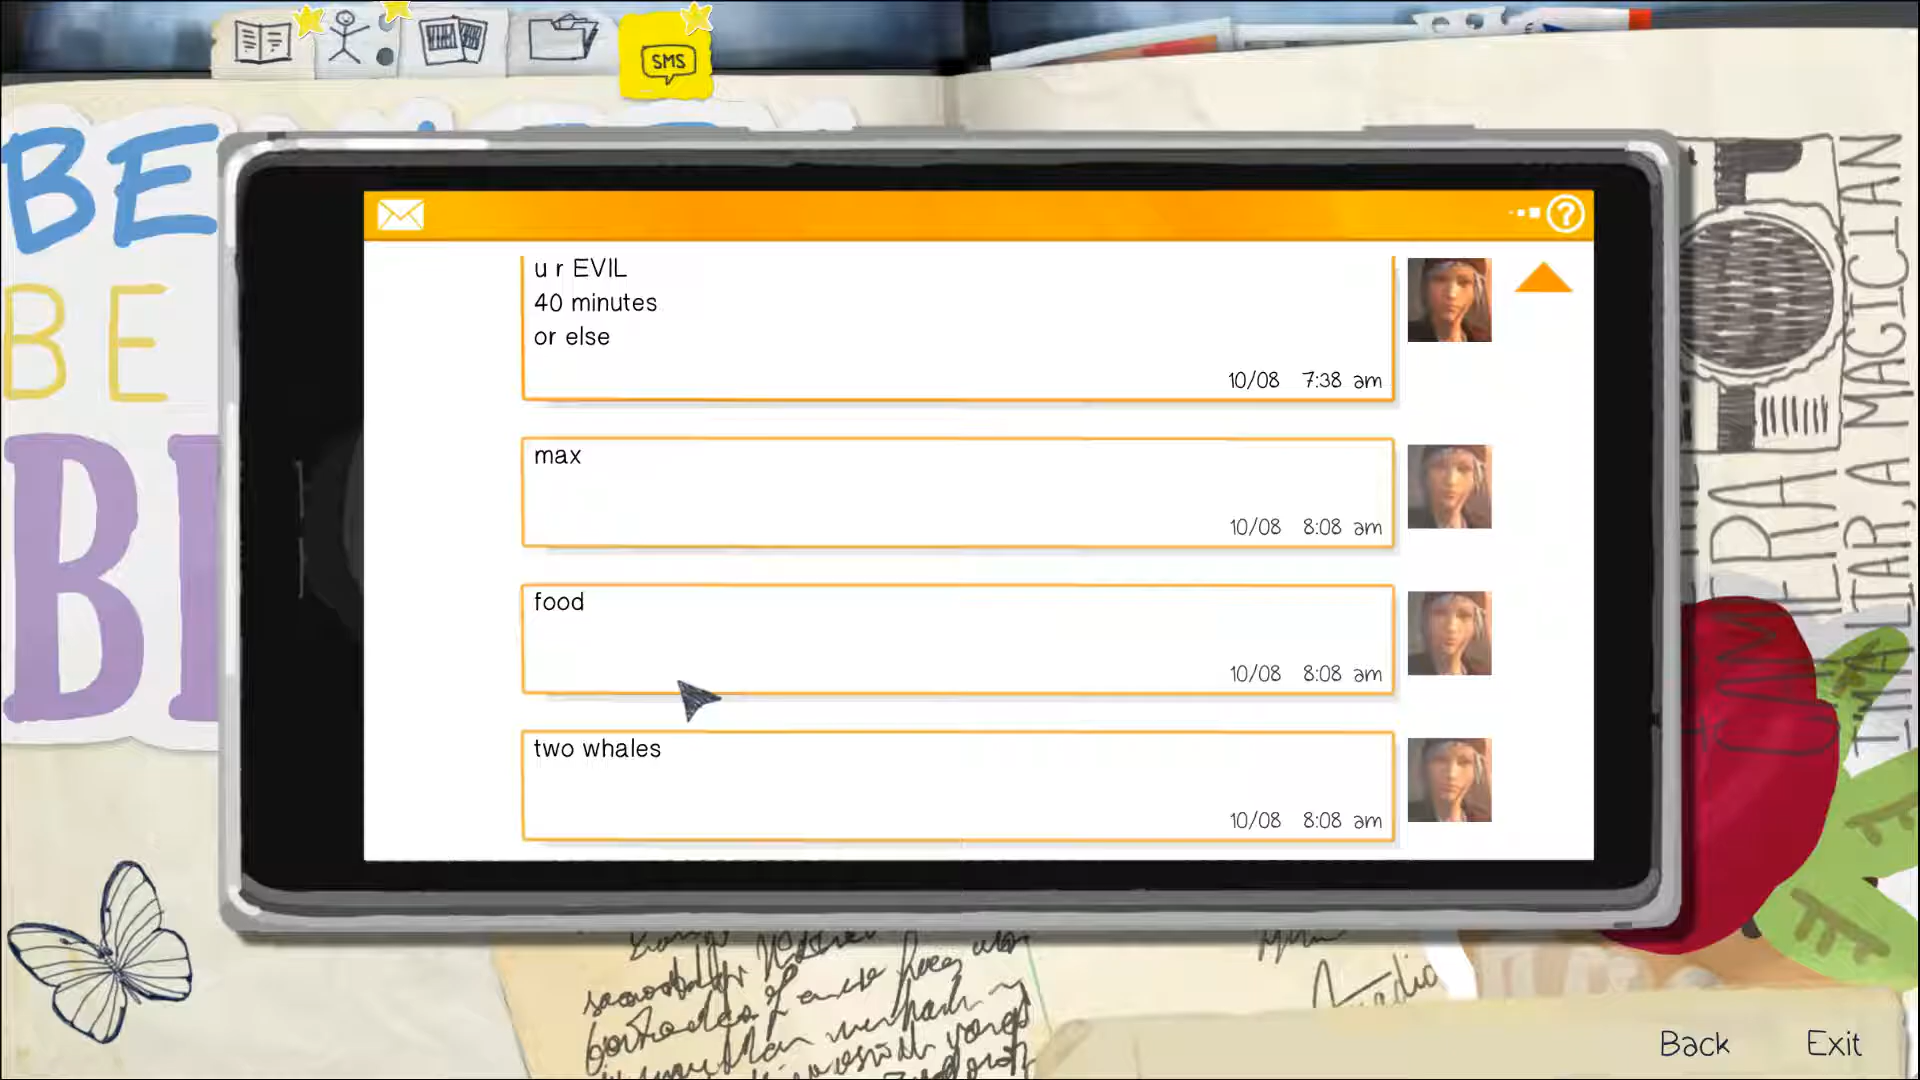 SMS
BE
BE
u r EVIL
40 minutes
or else
10/08 7:38 am
max
10/08 8:08 am
food
10/08 8:08 am
two whales
10/08 8:08 am
CAMERA
LIAR, A MAGICIAN
Back
Exit